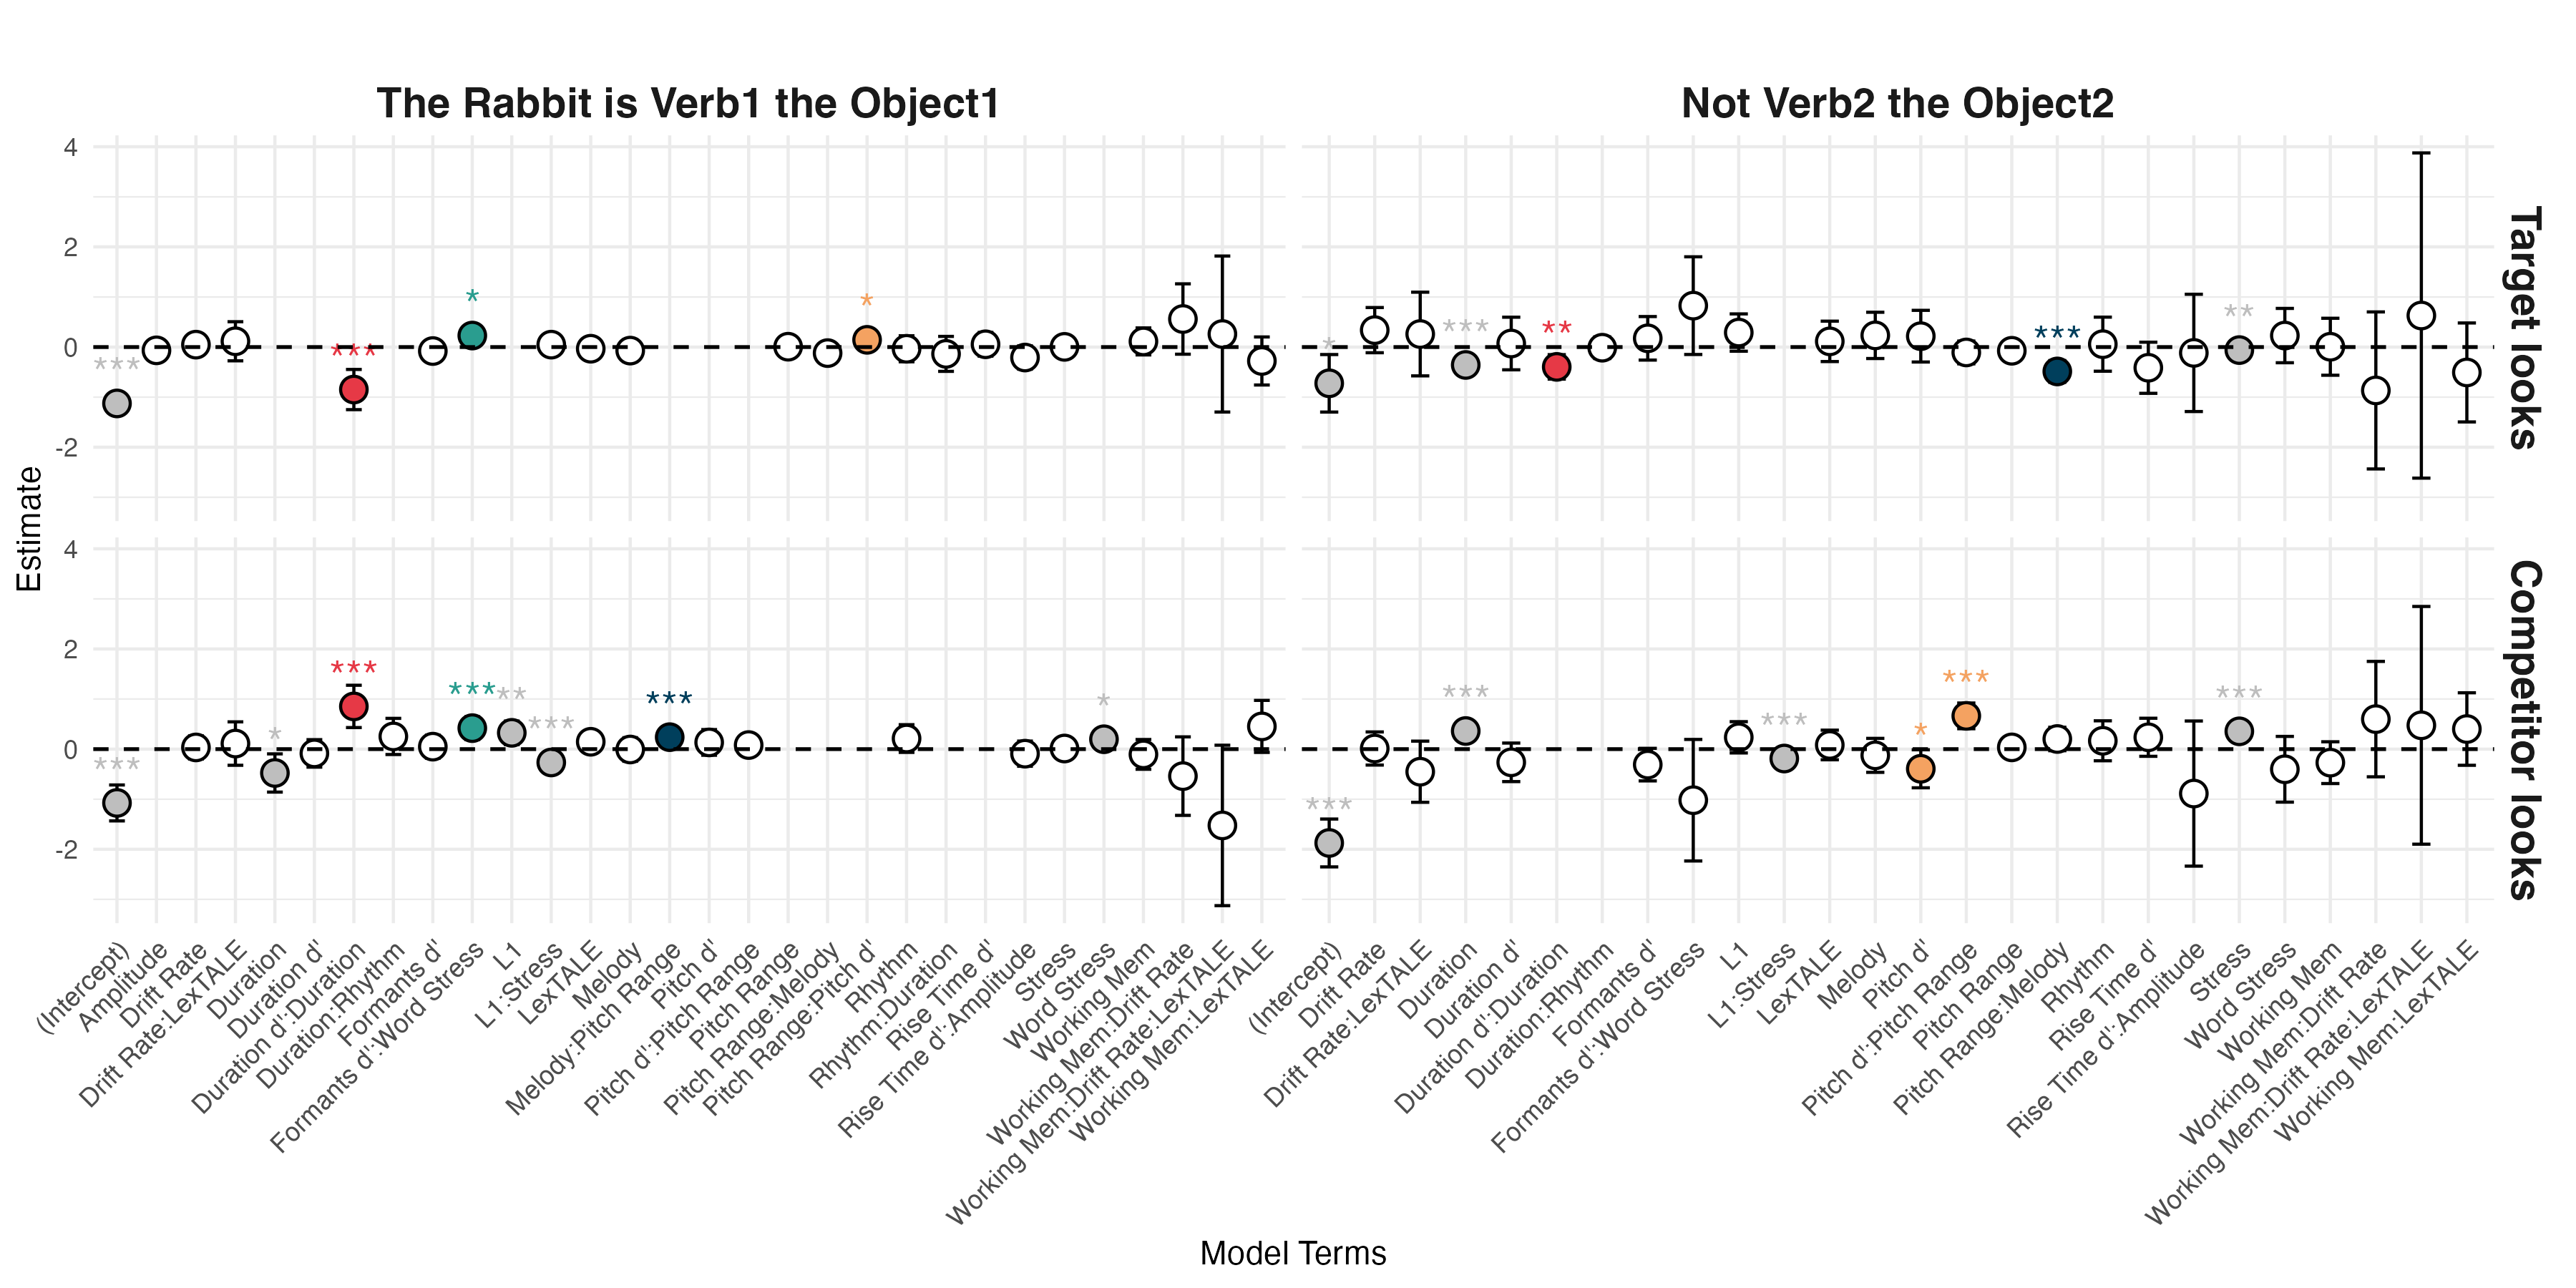 The Rabbit is Verb1 the Object1
Not Verb2 the Object2
Target looks
Competitor looks
Estimate
4
2
0
-2
4
2
0
-2
***
***
*
*
*
***
**
***
**
***
*
***
***
**
***
***
*
***
***
***
*
***
***
(Intercept)
Amplitude
Drift Rate
Drift Rate:LexTALE
Duration
Duration d'
Duration d':Duration
Duration:Rhythm
Formants d'
Formants d':Word Stress
L1
L1:Stress
LexTALE
Melody
Melody:Pitch Range
Pitch d'
Pitch d':Pitch Range
Pitch Range
Pitch Range:Melody
Pitch Range:Pitch d'
Rhythm
Rhythm:Duration
Rise Time d'
Rise Time d':Amplitude
Stress
Word Stress
Working Mem
Working Mem:Drift Rate
Working Mem:Drift Rate:LexTALE
Working Mem:LexTALE
(Intercept)
Drift Rate
Drift Rate:LexTALE
Duration
Duration d'
Duration d':Duration
Duration:Rhythm
Formants d'
Formants d':Word Stress
L1
L1:Stress
LexTALE
Melody
Pitch d'
Pitch d':Pitch Range
Pitch Range
Pitch Range:Melody
Rhythm
Rise Time d'
Rise Time d':Amplitude
Stress
Word Stress
Working Mem
Working Mem:Drift Rate
Working Mem:Drift Rate:LexTALE
Working Mem:LexTALE
Model Terms